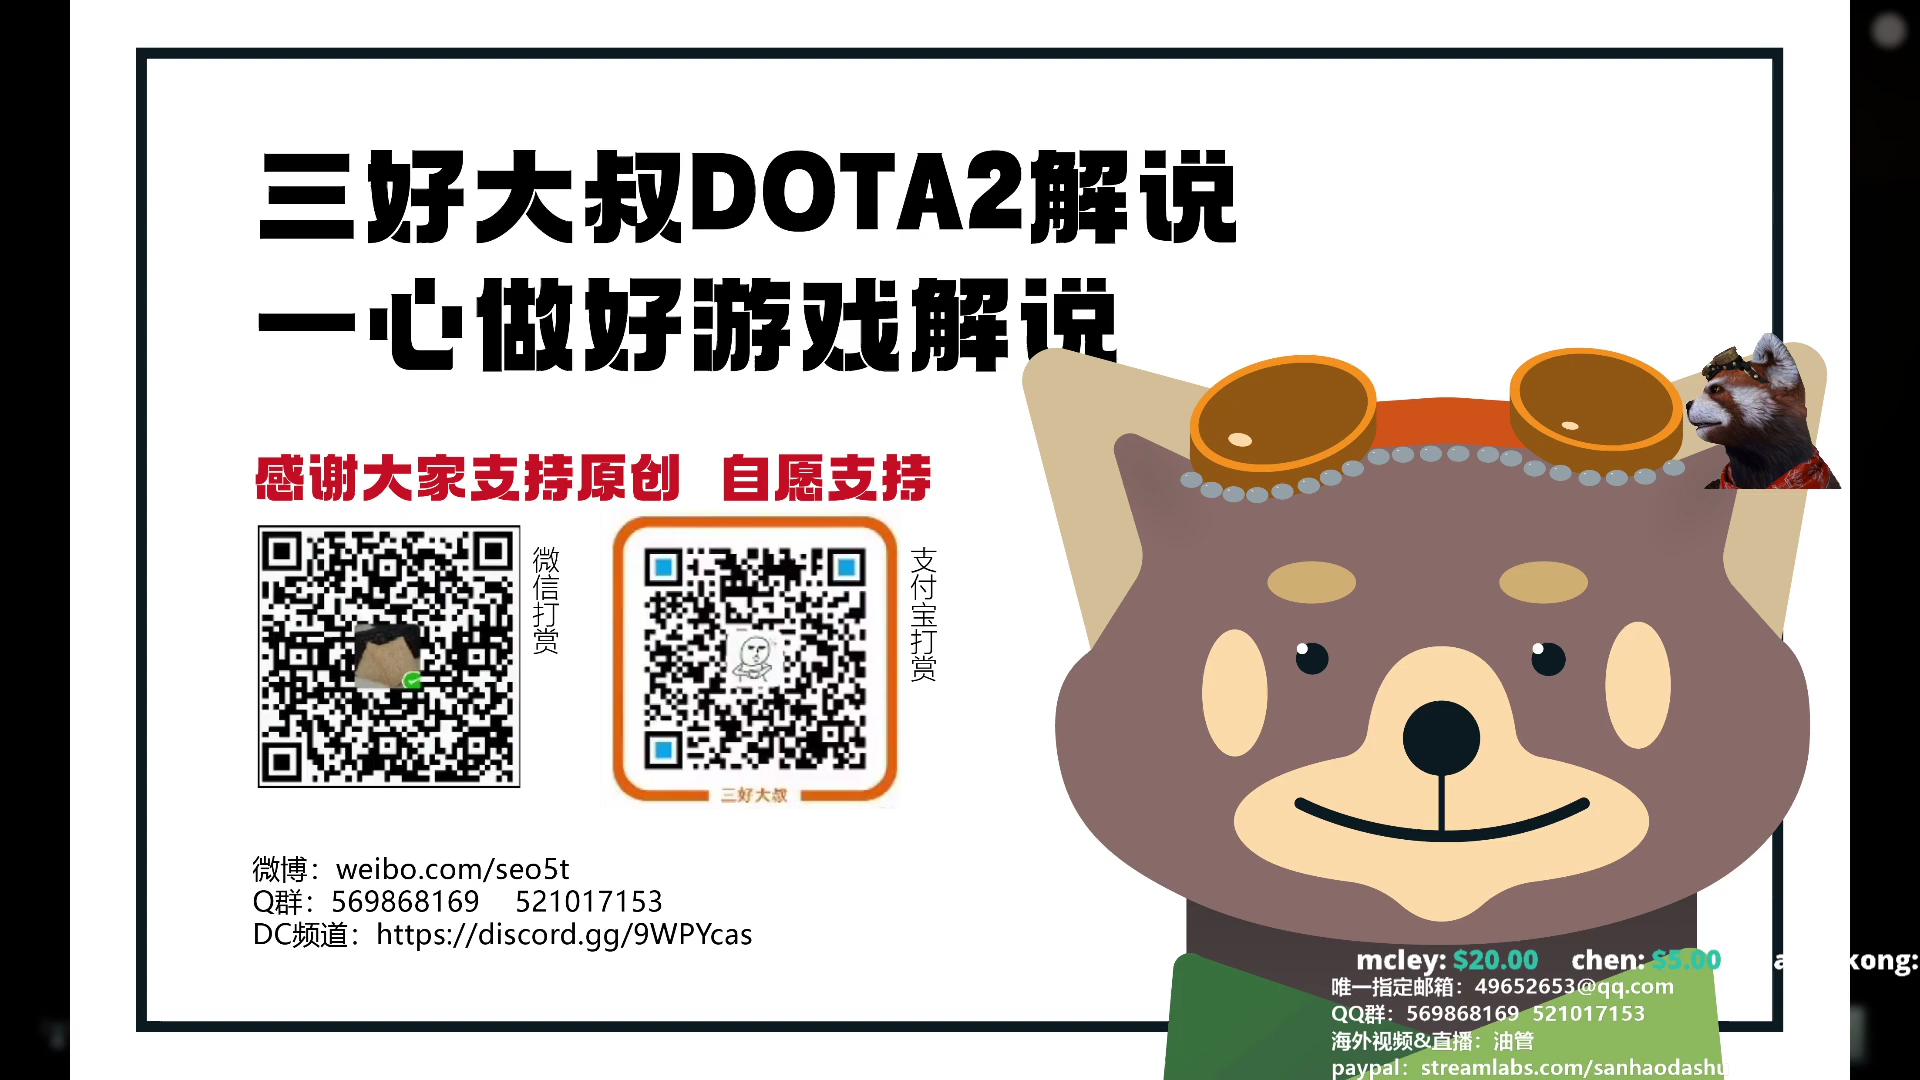 三好大叔DOTA2解说
一心做好游戏解说
感谢大家支持原创 自愿支持
微信打赏
支付宝打赏
三好大叔
微博：weibo.com/seo5t
Q群：569868169 521017153
DC频道：https://discord.gg/9WPYcas
mcley: $20.00 chen: $5.00
唯一指定邮箱：49652653@qq.com
QQ群：569868169 521017153
海外视频&直播：油管
paypal：streamlabs.com/sanhaodashu